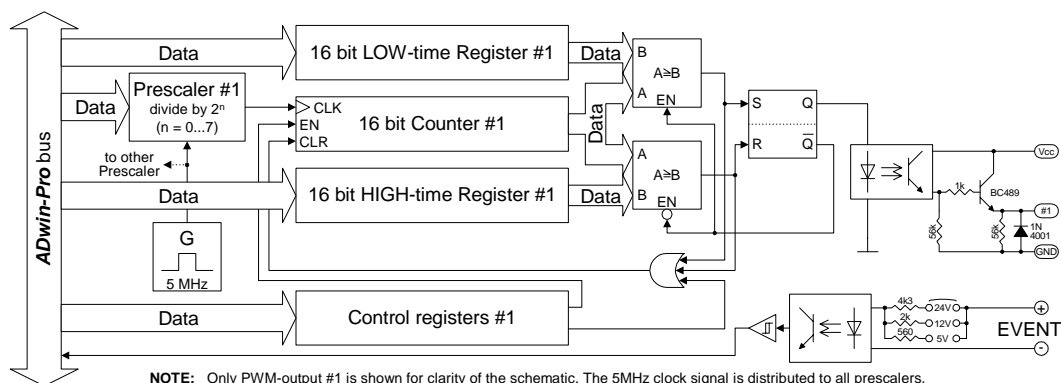 ADwin-Pro bus
Data
16 bit LOW-time Register #1
Data
B
A≥B
A
EN
Data
Prescaler #1
divide by 2ⁿ
(n = 0...7)
CLK
EN
CLR
16 bit Counter #1
Data
S
Q
R
Q̅
to other
Prescaler
Data
16 bit HIGH-time Register #1
Data
A
A≥B
B
EN
Vcc
1k
BC489
#1
56k
56k
1N
4001
GND
G
5 MHz
Data
Control registers #1
4k3
24V
2k
12V
560
5V
+
EVENT
-
NOTE: Only PWM-output #1 is shown for clarity of the schematic. The 5MHz clock signal is distributed to all prescalers.